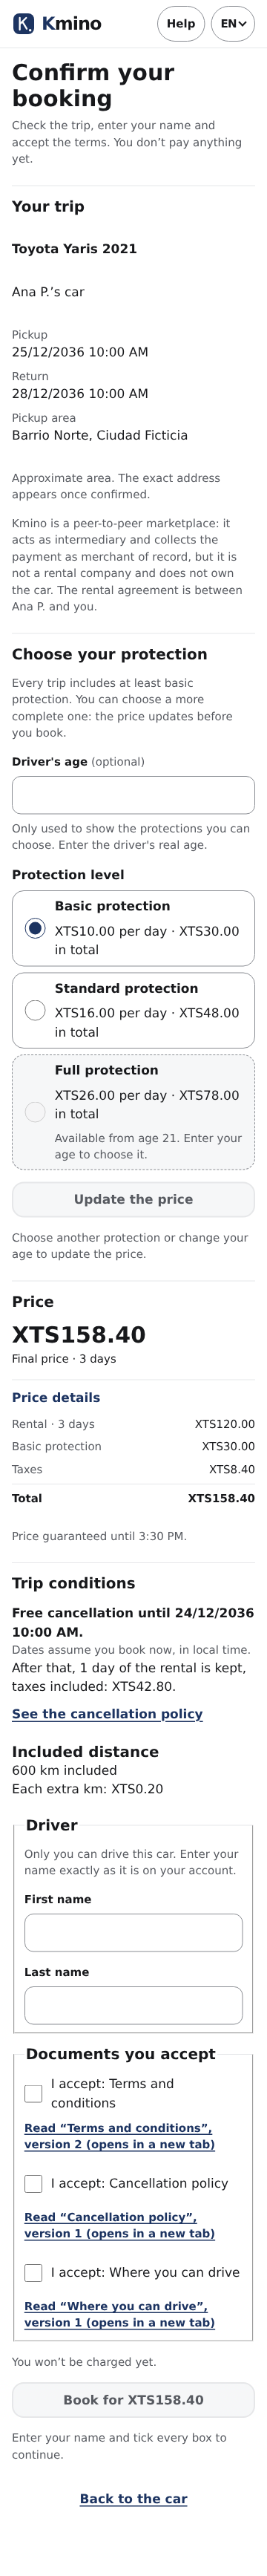 K. Kmino
Help
EN
Confirm your
booking
Check the trip, enter your name and
accept the terms. You don’t pay anything
yet.
Your trip
Toyota Yaris 2021
Ana P.’s car
Pickup
25/12/2036 10:00 AM
Return
28/12/2036 10:00 AM
Pickup area
Barrio Norte, Ciudad Ficticia
Approximate area. The exact address
appears once confirmed.
Kmino is a peer-to-peer marketplace: it
acts as intermediary and collects the
payment as merchant of record, but it is
not a rental company and does not own
the car. The rental agreement is between
Ana P. and you.
Choose your protection
Every trip includes at least basic
protection. You can choose a more
complete one: the price updates before
you book.
Driver's age (optional)
Only used to show the protections you can
choose. Enter the driver's real age.
Protection level
Basic protection
XTS10.00 per day · XTS30.00
in total
Standard protection
XTS16.00 per day · XTS48.00
in total
Full protection
XTS26.00 per day · XTS78.00
in total
Available from age 21. Enter your
age to choose it.
Update the price
Choose another protection or change your
age to update the price.
Price
XTS158.40
Final price · 3 days
Price details
Rental · 3 days XTS120.00
Basic protection XTS30.00
Taxes XTS8.40
Total XTS158.40
Price guaranteed until 3:30 PM.
Trip conditions
Free cancellation until 24/12/2036
10:00 AM.
Dates assume you book now, in local time.
After that, 1 day of the rental is kept,
taxes included: XTS42.80.
See the cancellation policy
Included distance
600 km included
Each extra km: XTS0.20
Driver
Only you can drive this car. Enter your
name exactly as it is on your account.
First name
Last name
Documents you accept
I accept: Terms and
conditions
Read “Terms and conditions”,
version 2 (opens in a new tab)
I accept: Cancellation policy
Read “Cancellation policy”,
version 1 (opens in a new tab)
I accept: Where you can drive
Read “Where you can drive”,
version 1 (opens in a new tab)
You won’t be charged yet.
Book for XTS158.40
Enter your name and tick every box to
continue.
Back to the car